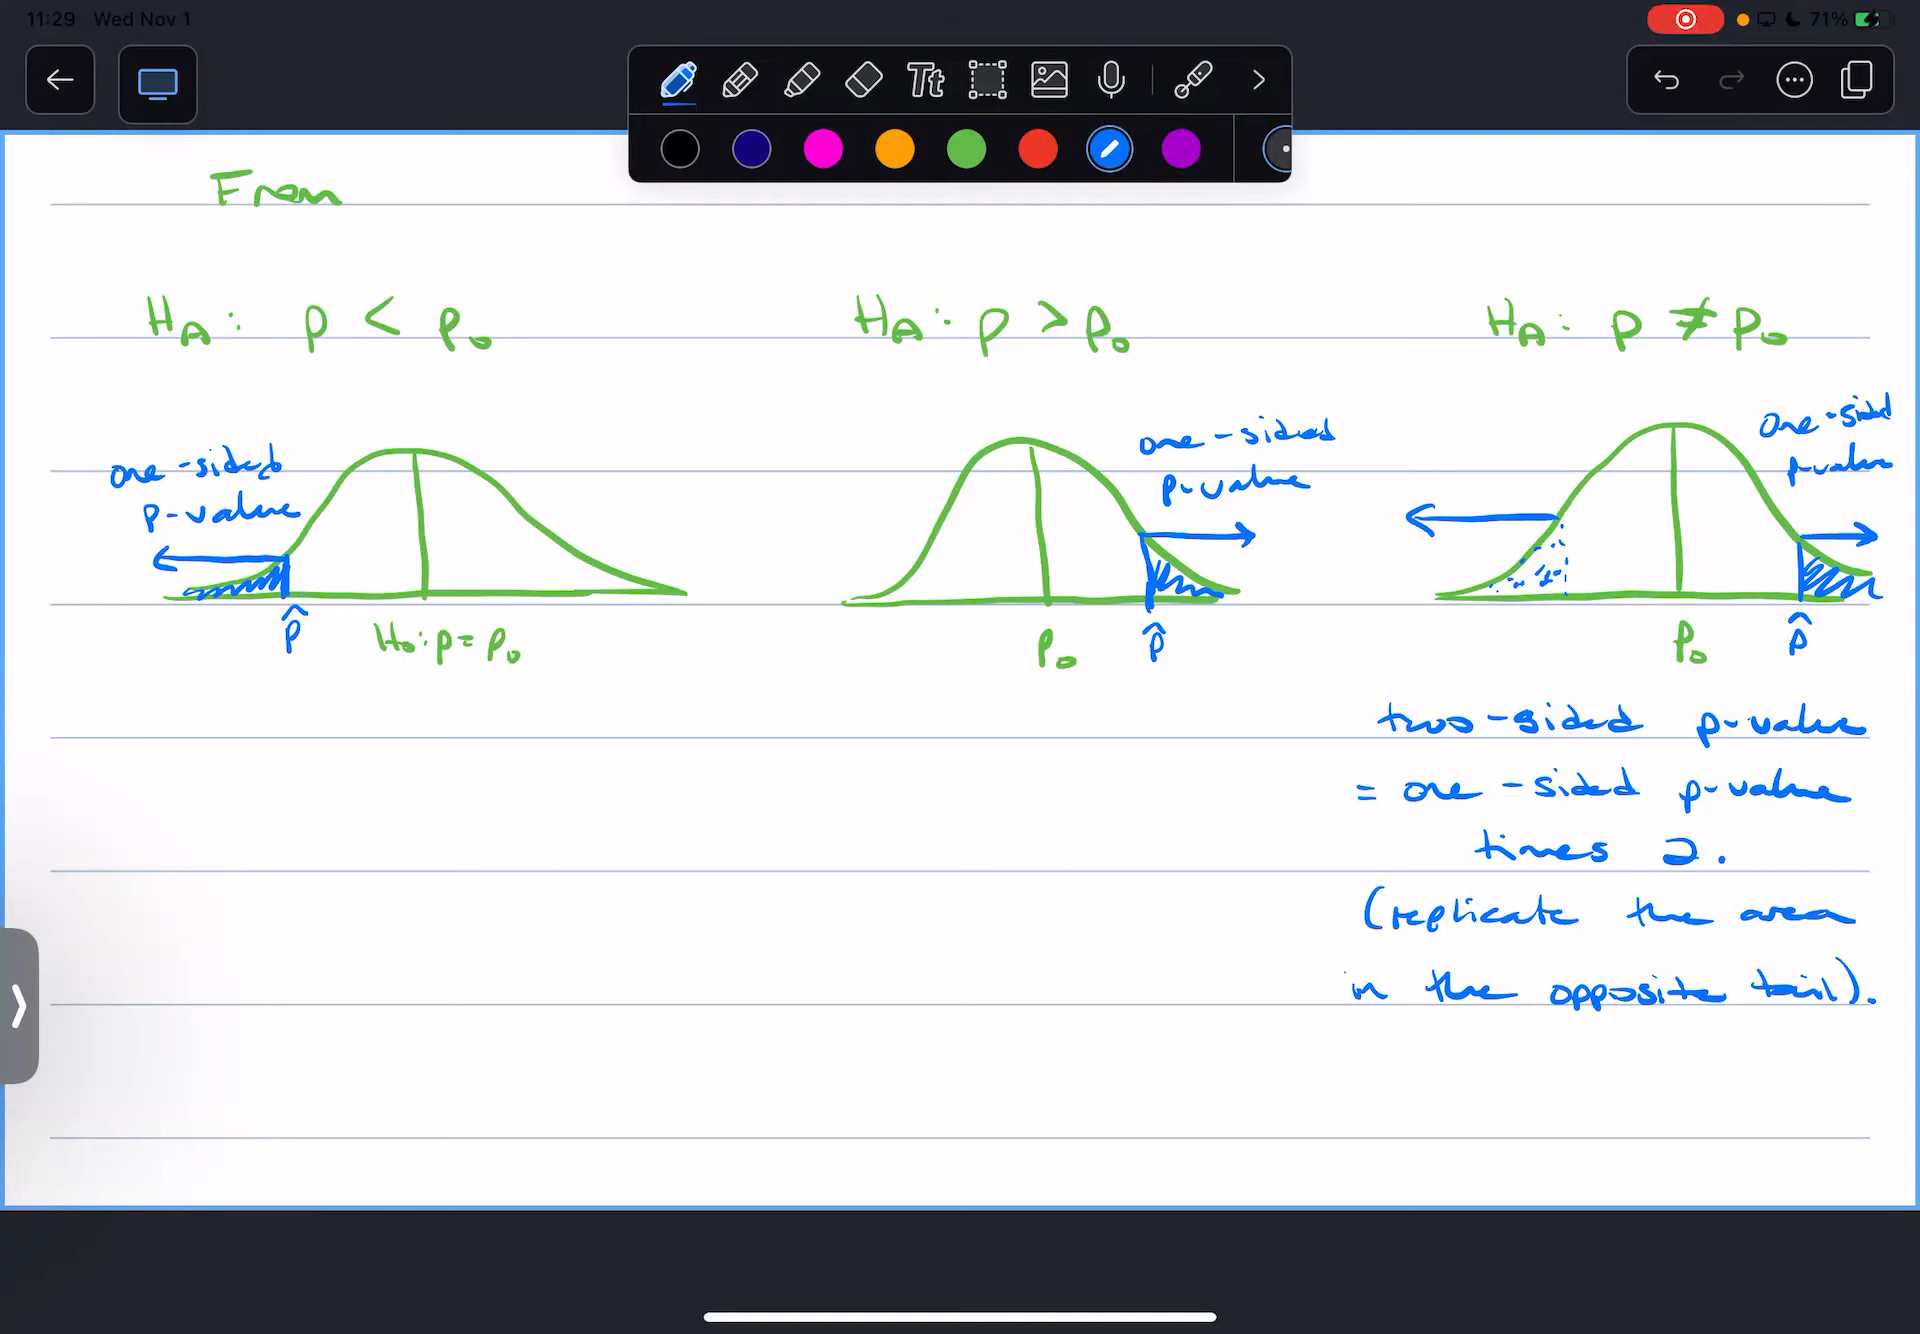 11:29 Wed Nov 1
71%
Tt
From
HA: p < p₀
HA: p > p₀
HA: p ≠ p₀
one-sided
p-value
one-sided
p-value
one-sided
p-value
p̂
H₀: p = p₀
p₀
p̂
p₀
p̂
two-sided p-value
= one-sided p-value
times 2.
(replicate the area
in the opposite tail).